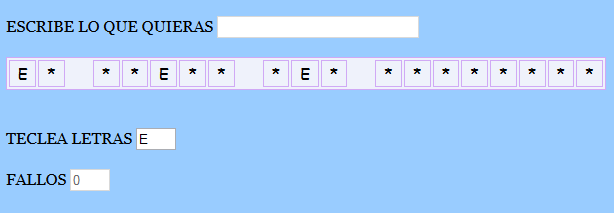 ESCRIBE LO QUE QUIERAS
E * * * E * * * E * * * * * * * * *
TECLEA LETRAS E
FALLOS 0